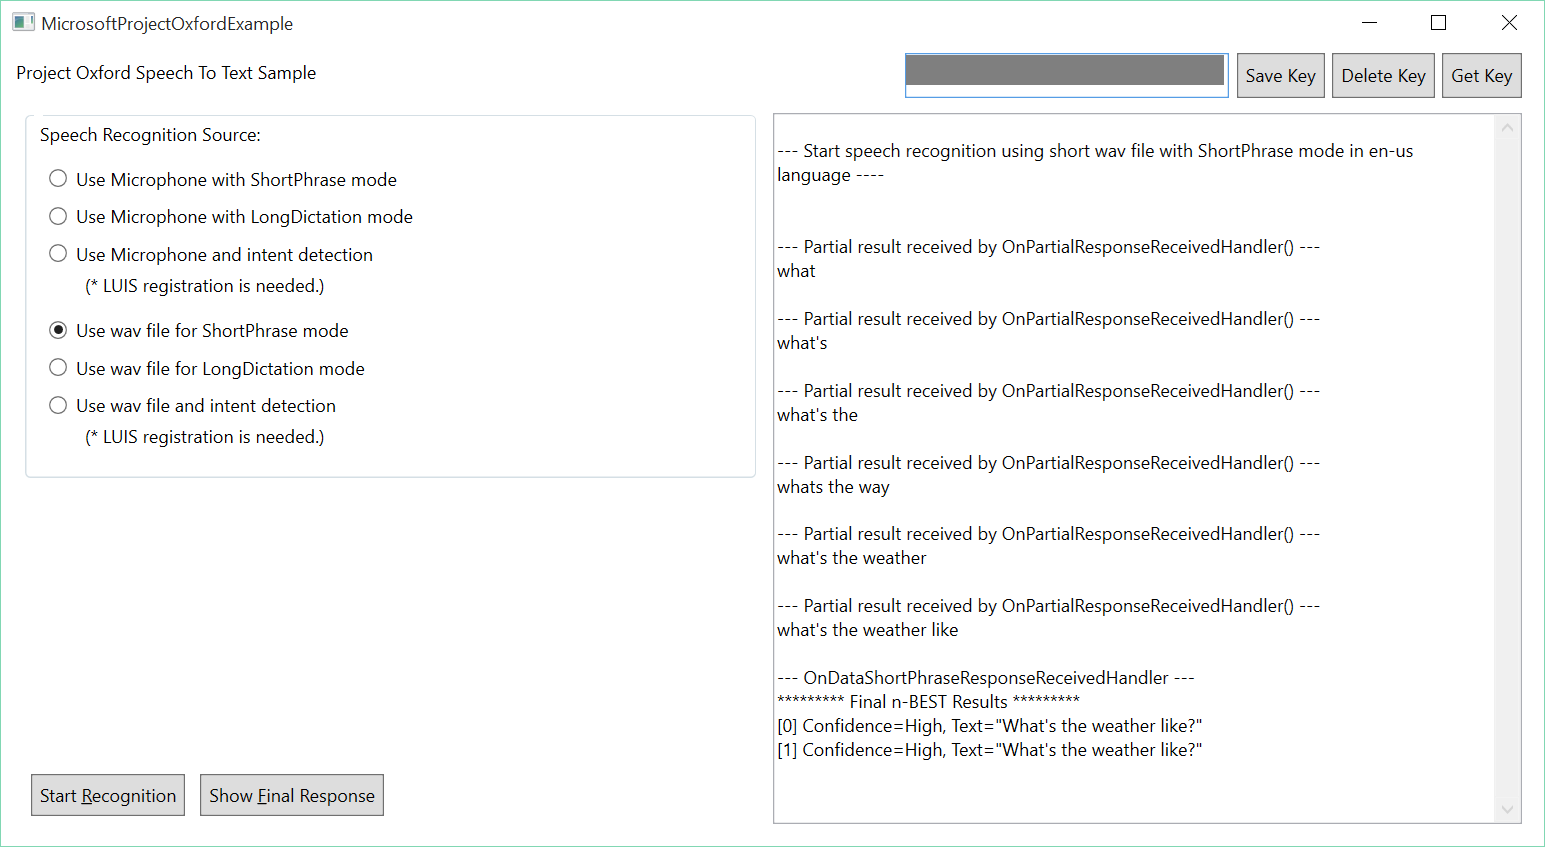 MicrosoftProjectOxfordExample
Project Oxford Speech To Text Sample
Save Key
Delete Key
Get Key
Speech Recognition Source:
Use Microphone with ShortPhrase mode
Use Microphone with LongDictation mode
Use Microphone and intent detection
(* LUIS registration is needed.)
Use wav file for ShortPhrase mode
Use wav file for LongDictation mode
Use wav file and intent detection
(* LUIS registration is needed.)
Start Recognition
Show Final Response
--- Start speech recognition using short wav file with ShortPhrase mode in en-us
language ----
--- Partial result received by OnPartialResponseReceivedHandler() ---
what
--- Partial result received by OnPartialResponseReceivedHandler() ---
what's
--- Partial result received by OnPartialResponseReceivedHandler() ---
what's the
--- Partial result received by OnPartialResponseReceivedHandler() ---
whats the way
--- Partial result received by OnPartialResponseReceivedHandler() ---
what's the weather
--- Partial result received by OnPartialResponseReceivedHandler() ---
what's the weather like
--- OnDataShortPhraseResponseReceivedHandler ---
********* Final n-BEST Results *********
[0] Confidence=High, Text="What's the weather like?"
[1] Confidence=High, Text="What's the weather like?"